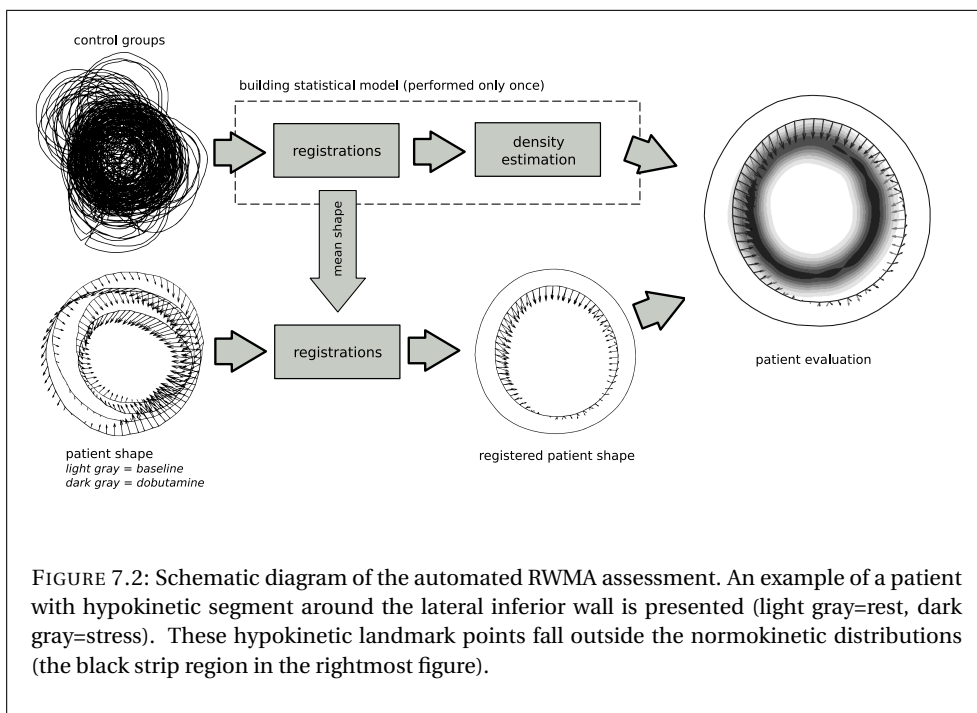 control groups
building statistical model (performed only once)
registrations
density
estimation
mean shape
registrations
patient evaluation
patient shape
light gray = baseline
dark gray = dobutamine
registered patient shape
FIGURE 7.2: Schematic diagram of the automated RWMA assessment. An example of a patient
with hypokinetic segment around the lateral inferior wall is presented (light gray=rest, dark
gray=stress). These hypokinetic landmark points fall outside the normokinetic distributions
(the black strip region in the rightmost figure).